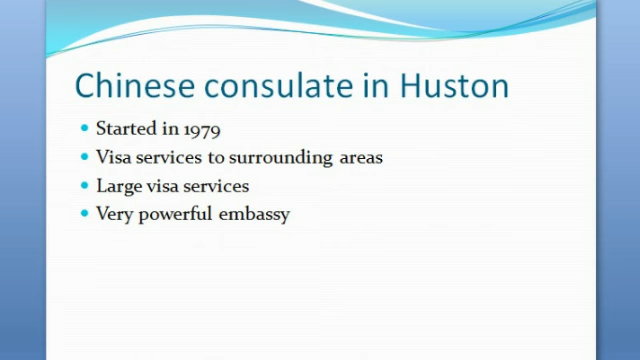 Chinese consulate in Huston
Started in 1979
Visa services to surrounding areas
Large visa services
Very powerful embassy